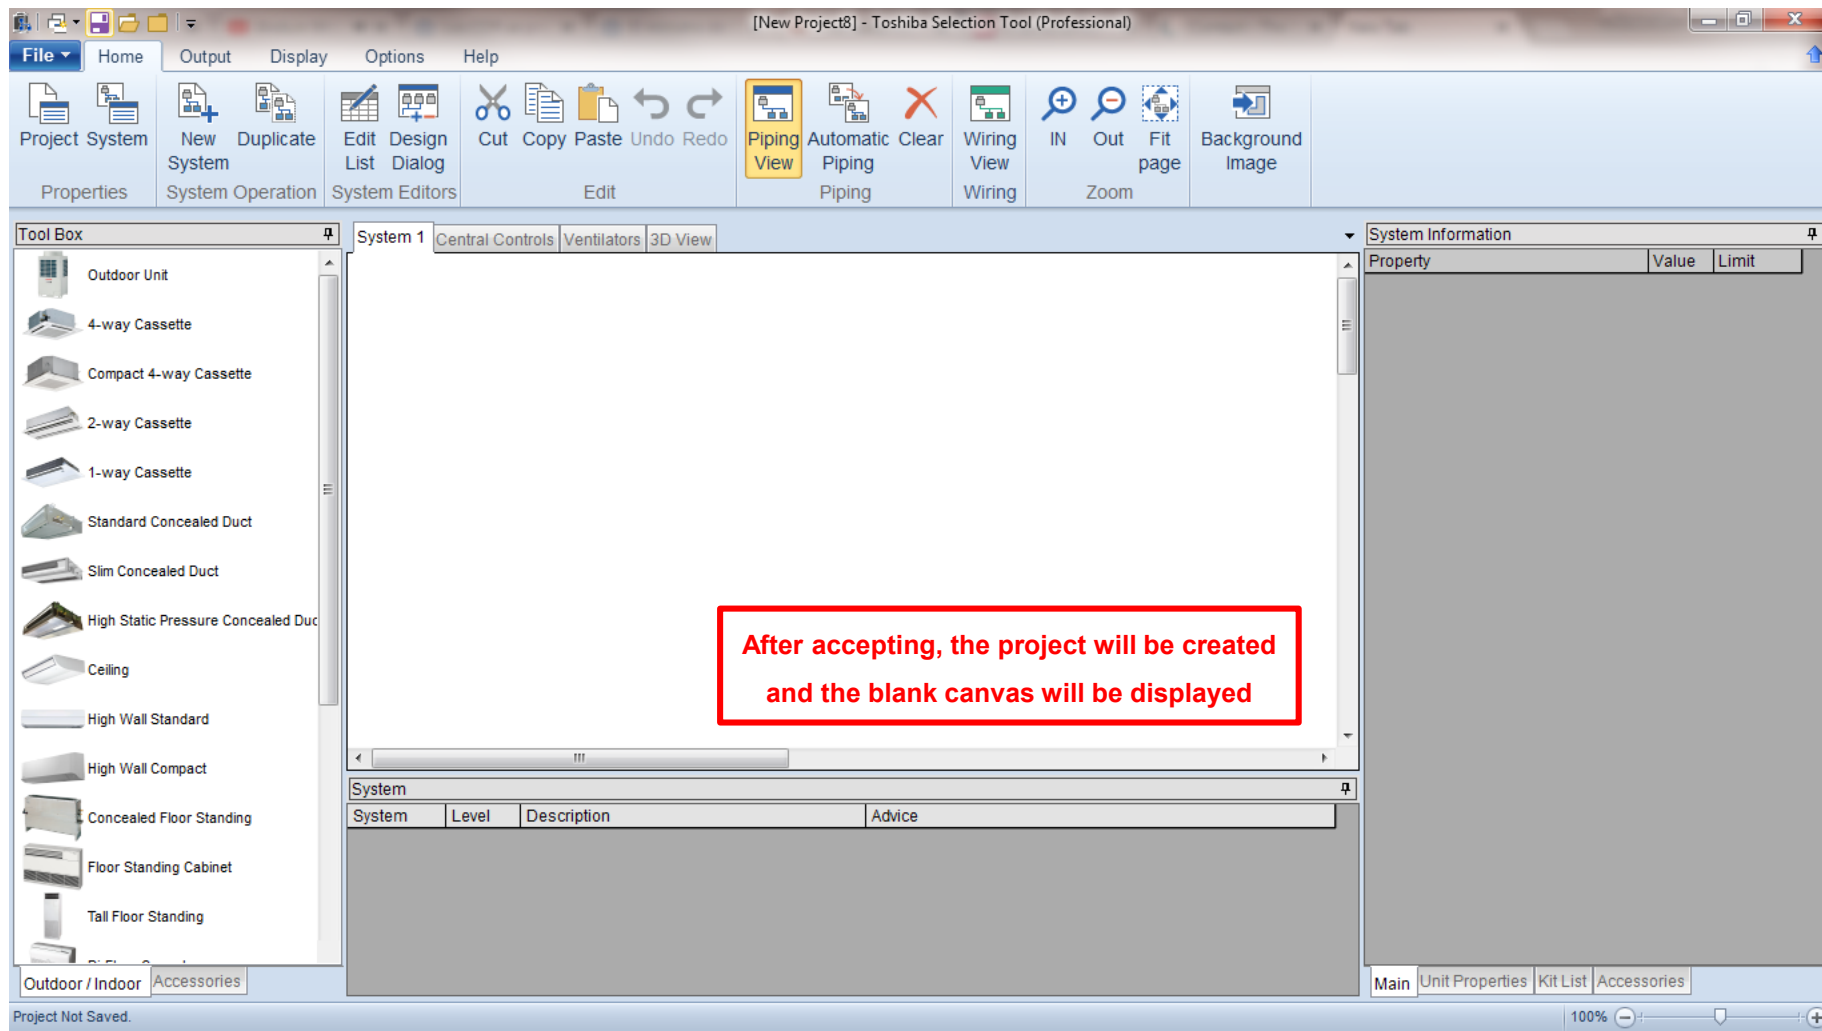 [New Project8] - Toshiba Selection Tool (Professional)
File Home Output Display Options Help
Project System New System Duplicate Edit List Design Dialog Cut Copy Paste Undo Redo Piping View Automatic Piping Clear Wiring View IN Out Fit page Background Image
Properties System Operation System Editors Edit Piping Wiring Zoom
Tool Box
Outdoor Unit
4-way Cassette
Compact 4-way Cassette
2-way Cassette
1-way Cassette
Standard Concealed Duct
Slim Concealed Duct
High Static Pressure Concealed Duc
Ceiling
High Wall Standard
High Wall Compact
Concealed Floor Standing
Floor Standing Cabinet
Tall Floor Standing
Outdoor / Indoor Accessories
System 1 Central Controls Ventilators 3D View
After accepting, the project will be created
and the blank canvas will be displayed
System
System Level Description Advice
System Information
Property Value Limit
Main Unit Properties Kit List Accessories
Project Not Saved.
100%